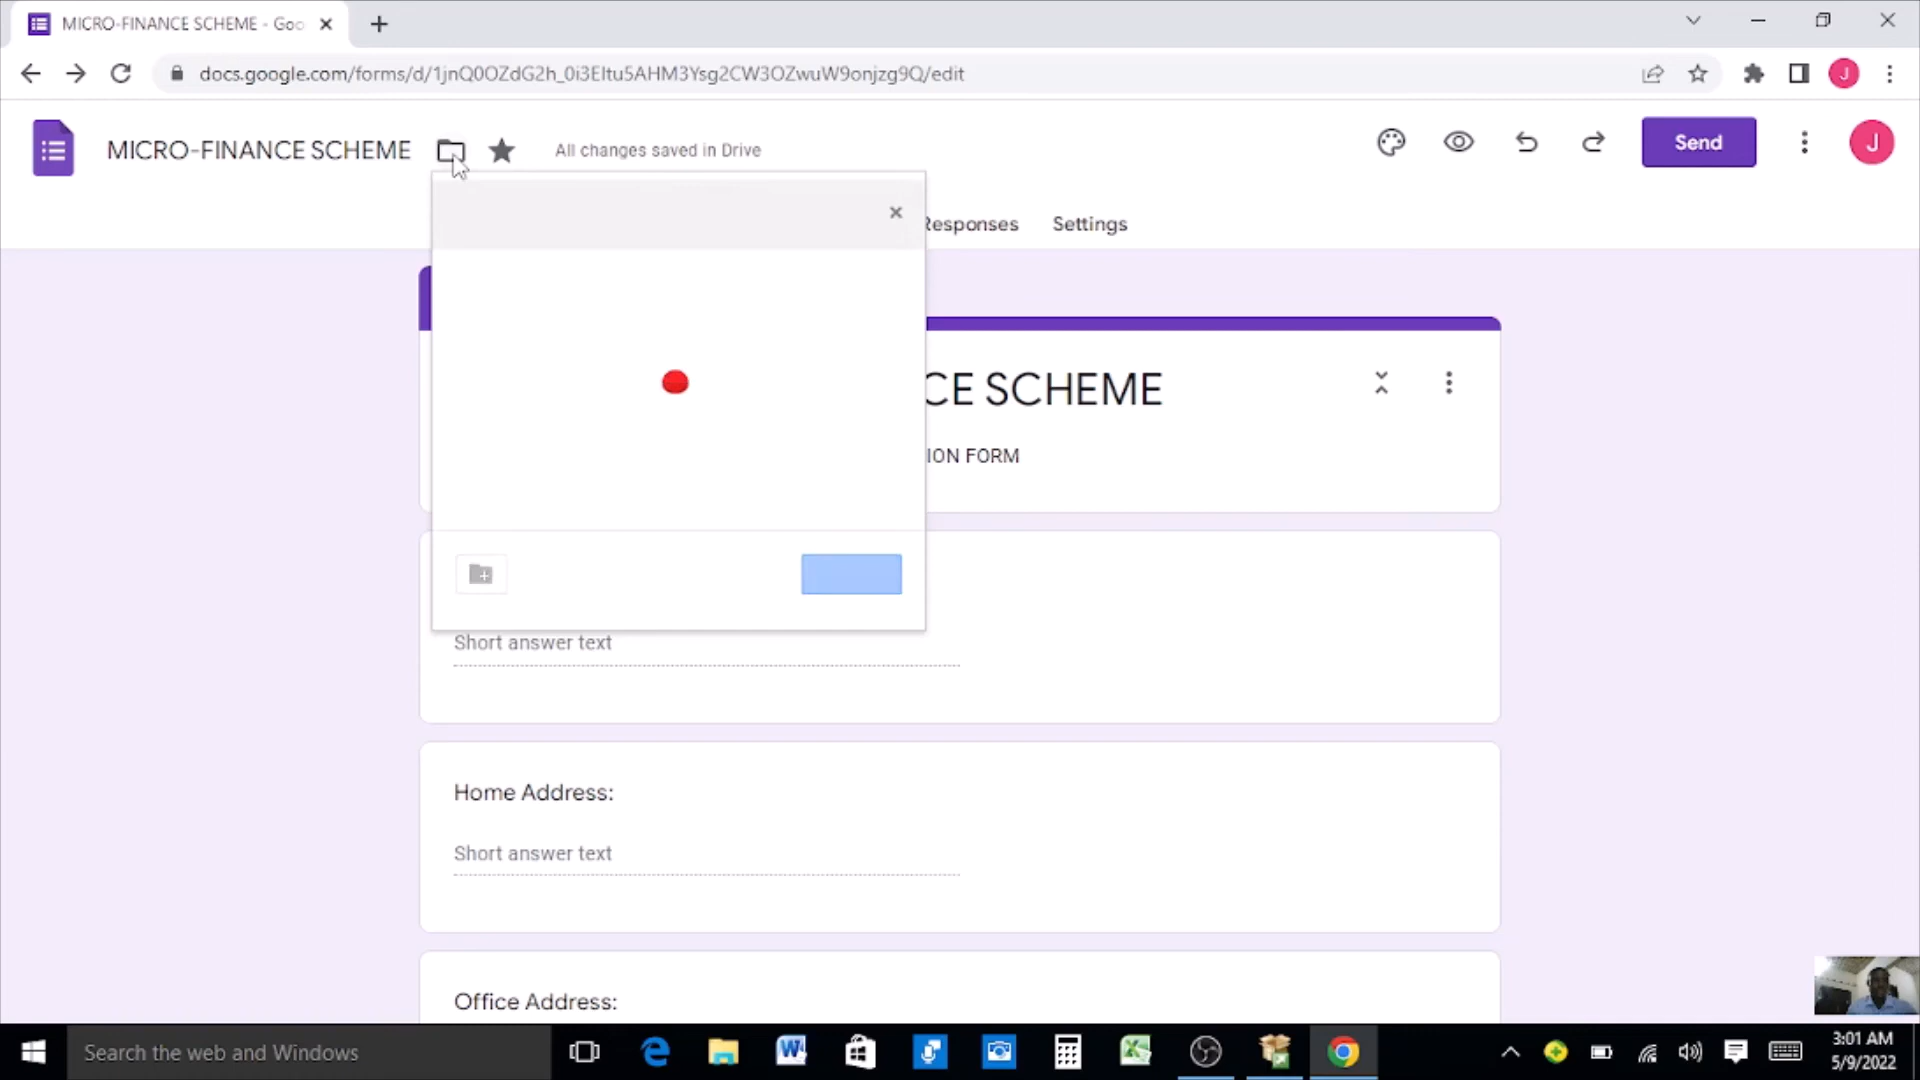 MICRO-FINANCE SCHEME - Goo
docs.google.com/forms/d/1jnQ0OZdG2h_0i3EItu5AHM3Ysg2CW3OZwuW9onjzg9Q/edit
J
MICRO-FINANCE SCHEME
All changes saved in Drive
Send
J
Responses
Settings
CE SCHEME
ION FORM
Short answer text
Home Address:
Short answer text
Office Address:
Search the web and Windows
3:01 AM
5/9/2022